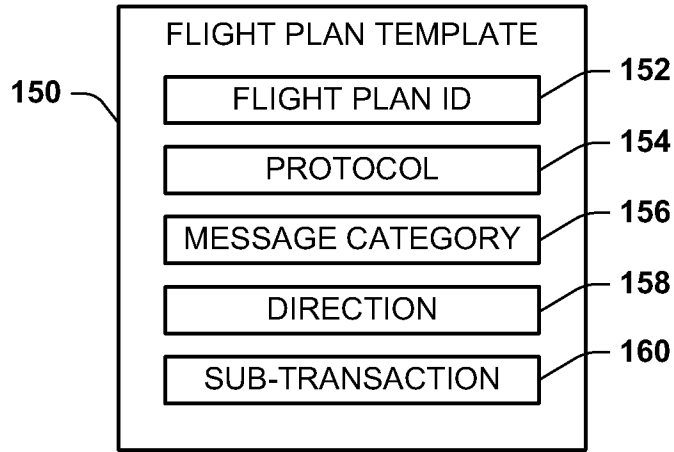 FLIGHT PLAN TEMPLATE
150
FLIGHT PLAN ID
152
PROTOCOL
154
MESSAGE CATEGORY
156
DIRECTION
158
SUB-TRANSACTION
160